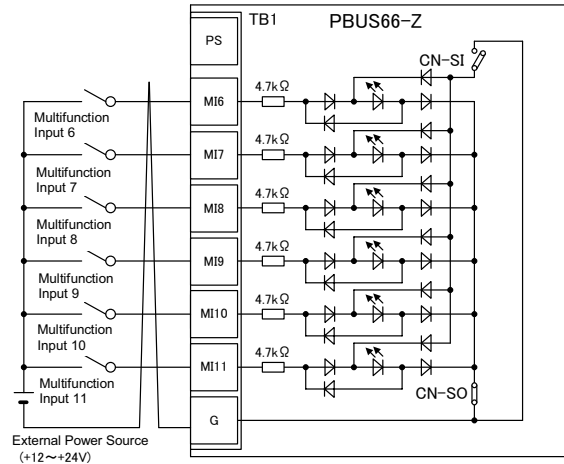 TB1
PBUS66-Z
PS
CN-SI
MI6
4.7kΩ
Multifunction
Input 6
MI7
4.7kΩ
Multifunction
Input 7
MI8
4.7kΩ
Multifunction
Input 8
MI9
4.7kΩ
Multifunction
Input 9
MI10
4.7kΩ
Multifunction
Input 10
MI11
4.7kΩ
Multifunction
Input 11
CN-SO
G
External Power Source
(+12～+24V)